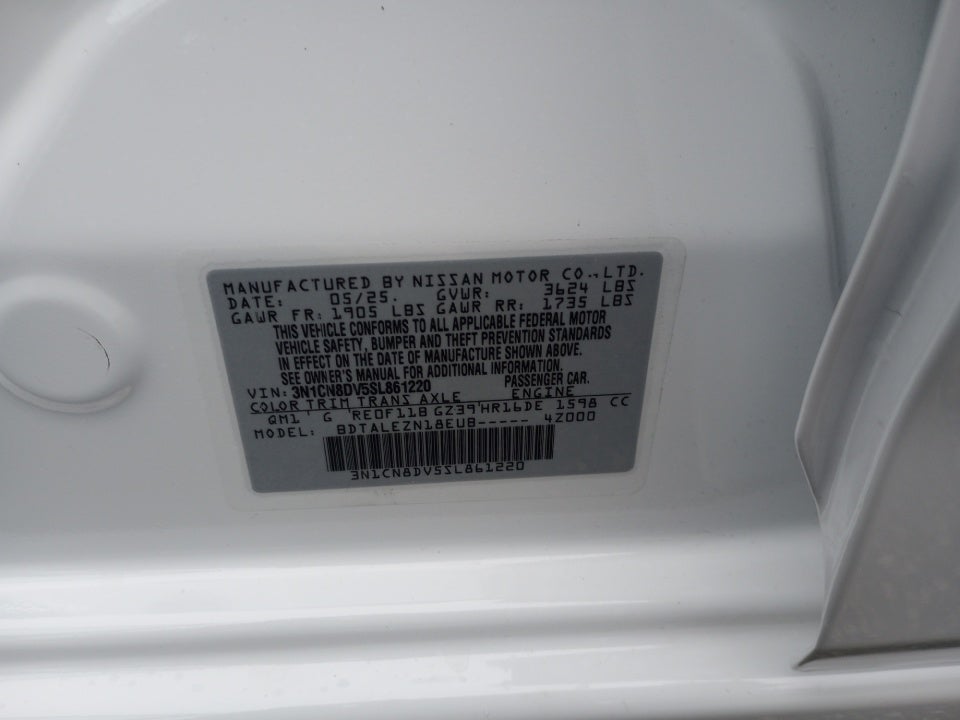 MANUFACTURED BY NISSAN MOTOR CO.,LTD.
DATE: 05/25. GVWR: 3624 LBS
GAWR FR: 1905 LBS GAWR RR: 1735 LBS
THIS VEHICLE CONFORMS TO ALL APPLICABLE FEDERAL MOTOR
VEHICLE SAFETY, BUMPER AND THEFT PREVENTION STANDARDS
IN EFFECT ON THE DATE OF MANUFACTURE SHOWN ABOVE.
SEE OWNER'S MANUAL FOR ADDITIONAL INFORMATION.
VIN: 3N1CN8DV5SL861220 PASSENGER CAR.
COLOR TRIM TRANS AXLE ENGINE
QM1 G RE0F11B GZ39 HR16DE 1598 CC
MODEL: BDTALEZN18EUB----- 4Z000
3N1CN8DV5SL861220